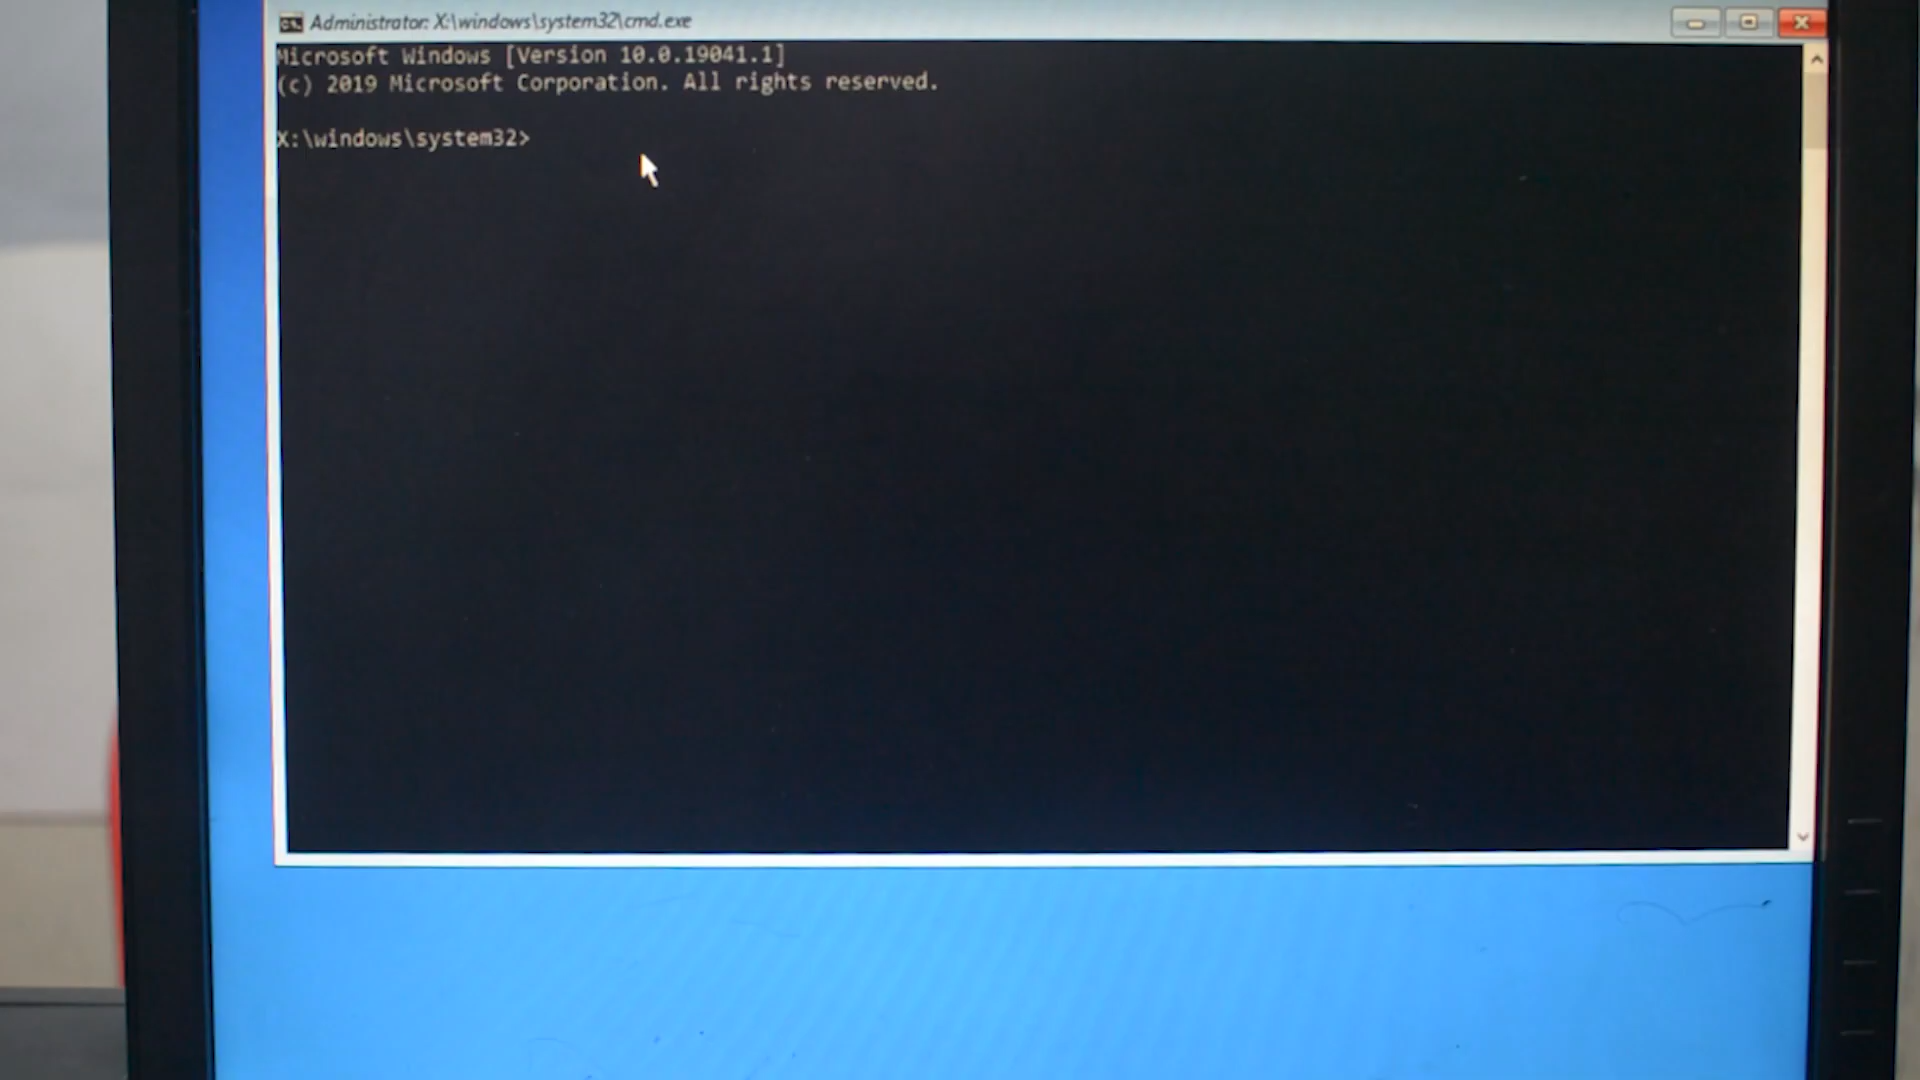 Administrator: X:\windows\system32\cmd.exe
Microsoft Windows [Version 10.0.19041.1]
(c) 2019 Microsoft Corporation. All rights reserved.
X:\windows\system32>